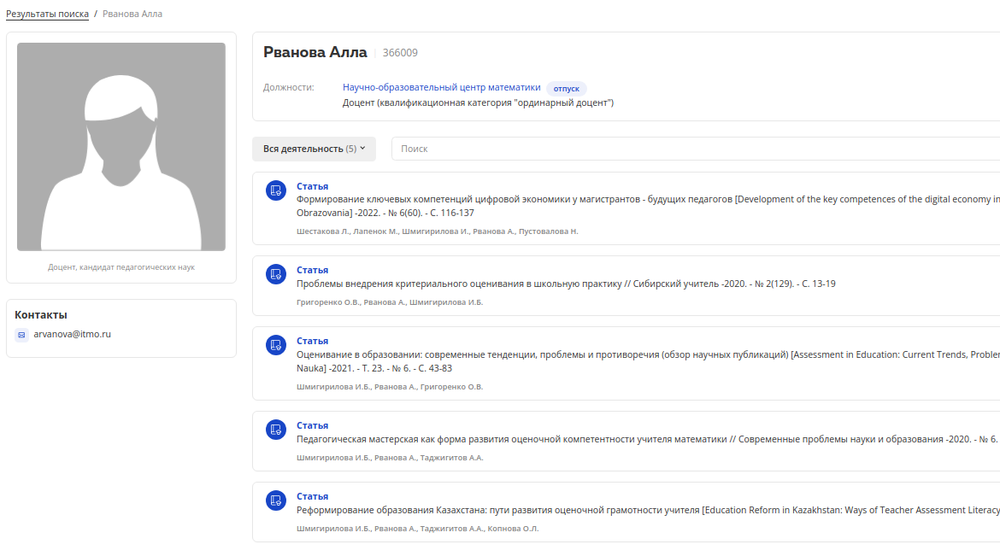 Результаты поиска / Рванова Алла
Доцент, кандидат педагогических наук
Контакты
arvanova@itmo.ru
Рванова Алла 366009
Должности: Научно-образовательный центр математики отпуск
Доцент (квалификационная категория "ординарный доцент")
Вся деятельность (5) Поиск
Статья
Формирование ключевых компетенций цифровой экономики у магистрантов - будущих педагогов [Development of the key competences of the digital economy in
Obrazovania] -2022. - № 6(60). - С. 116-137
Шестакова Л., Лапенок М., Шмигирилова И., Рванова А., Пустовалова Н.
Статья
Проблемы внедрения критериального оценивания в школьную практику // Сибирский учитель -2020. - № 2(129). - С. 13-19
Григоренко О.В., Рванова А., Шмигирилова И.Б.
Статья
Оценивание в образовании: современные тенденции, проблемы и противоречия (обзор научных публикаций) [Assessment in Education: Current Trends, Probler
Nauka] -2021. - Т. 23. - № 6. - С. 43-83
Шмигирилова И.Б., Рванова А., Григоренко О.В.
Статья
Педагогическая мастерская как форма развития оценочной компетентности учителя математики // Современные проблемы науки и образования -2020. - № 6.
Шмигирилова И.Б., Рванова А., Таджигитов А.А.
Статья
Реформирование образования Казахстана: пути развития оценочной грамотности учителя [Education Reform in Kazakhstan: Ways of Teacher Assessment Literacy
Шмигирилова И.Б., Рванова А., Таджигитов А.А., Копнова О.Л.